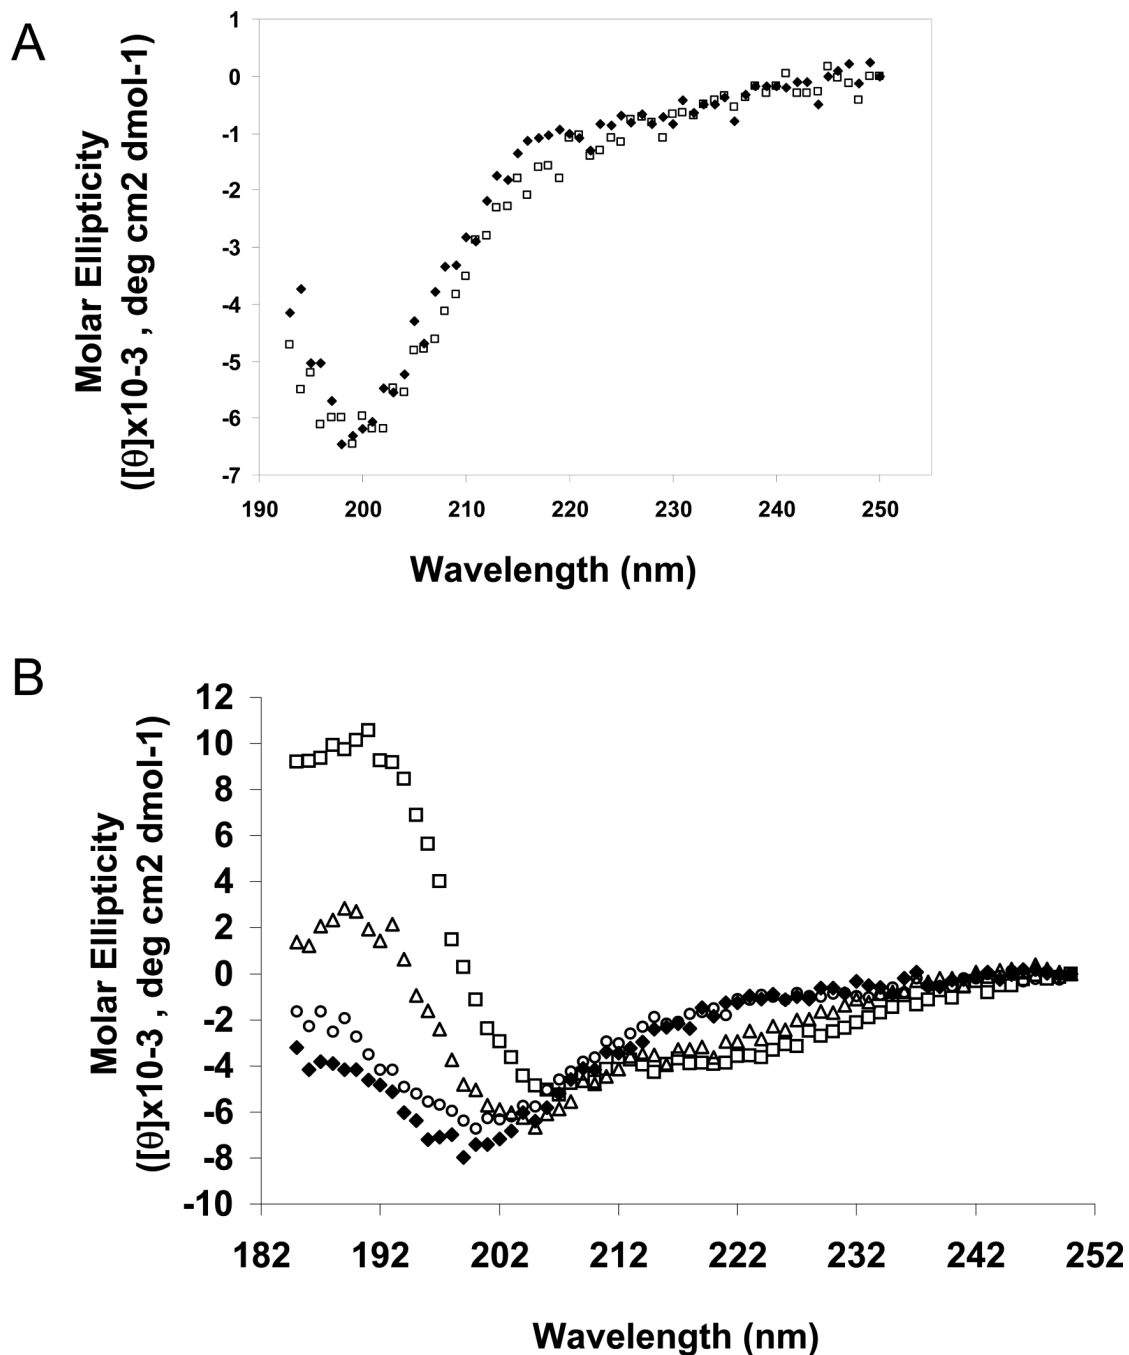 A
Molar Ellipticity
([θ]x10-3 , deg cm2 dmol-1)
1
0
-1
-2
-3
-4
-5
-6
-7
190 200 210 220 230 240 250
Wavelength (nm)
B
Molar Ellipticity
([θ]x10-3, deg cm2 dmol-1)
12
10
8
6
4
2
0
-2
-4
-6
-8
-10
182 192 202 212 222 232 242 252
Wavelength (nm)